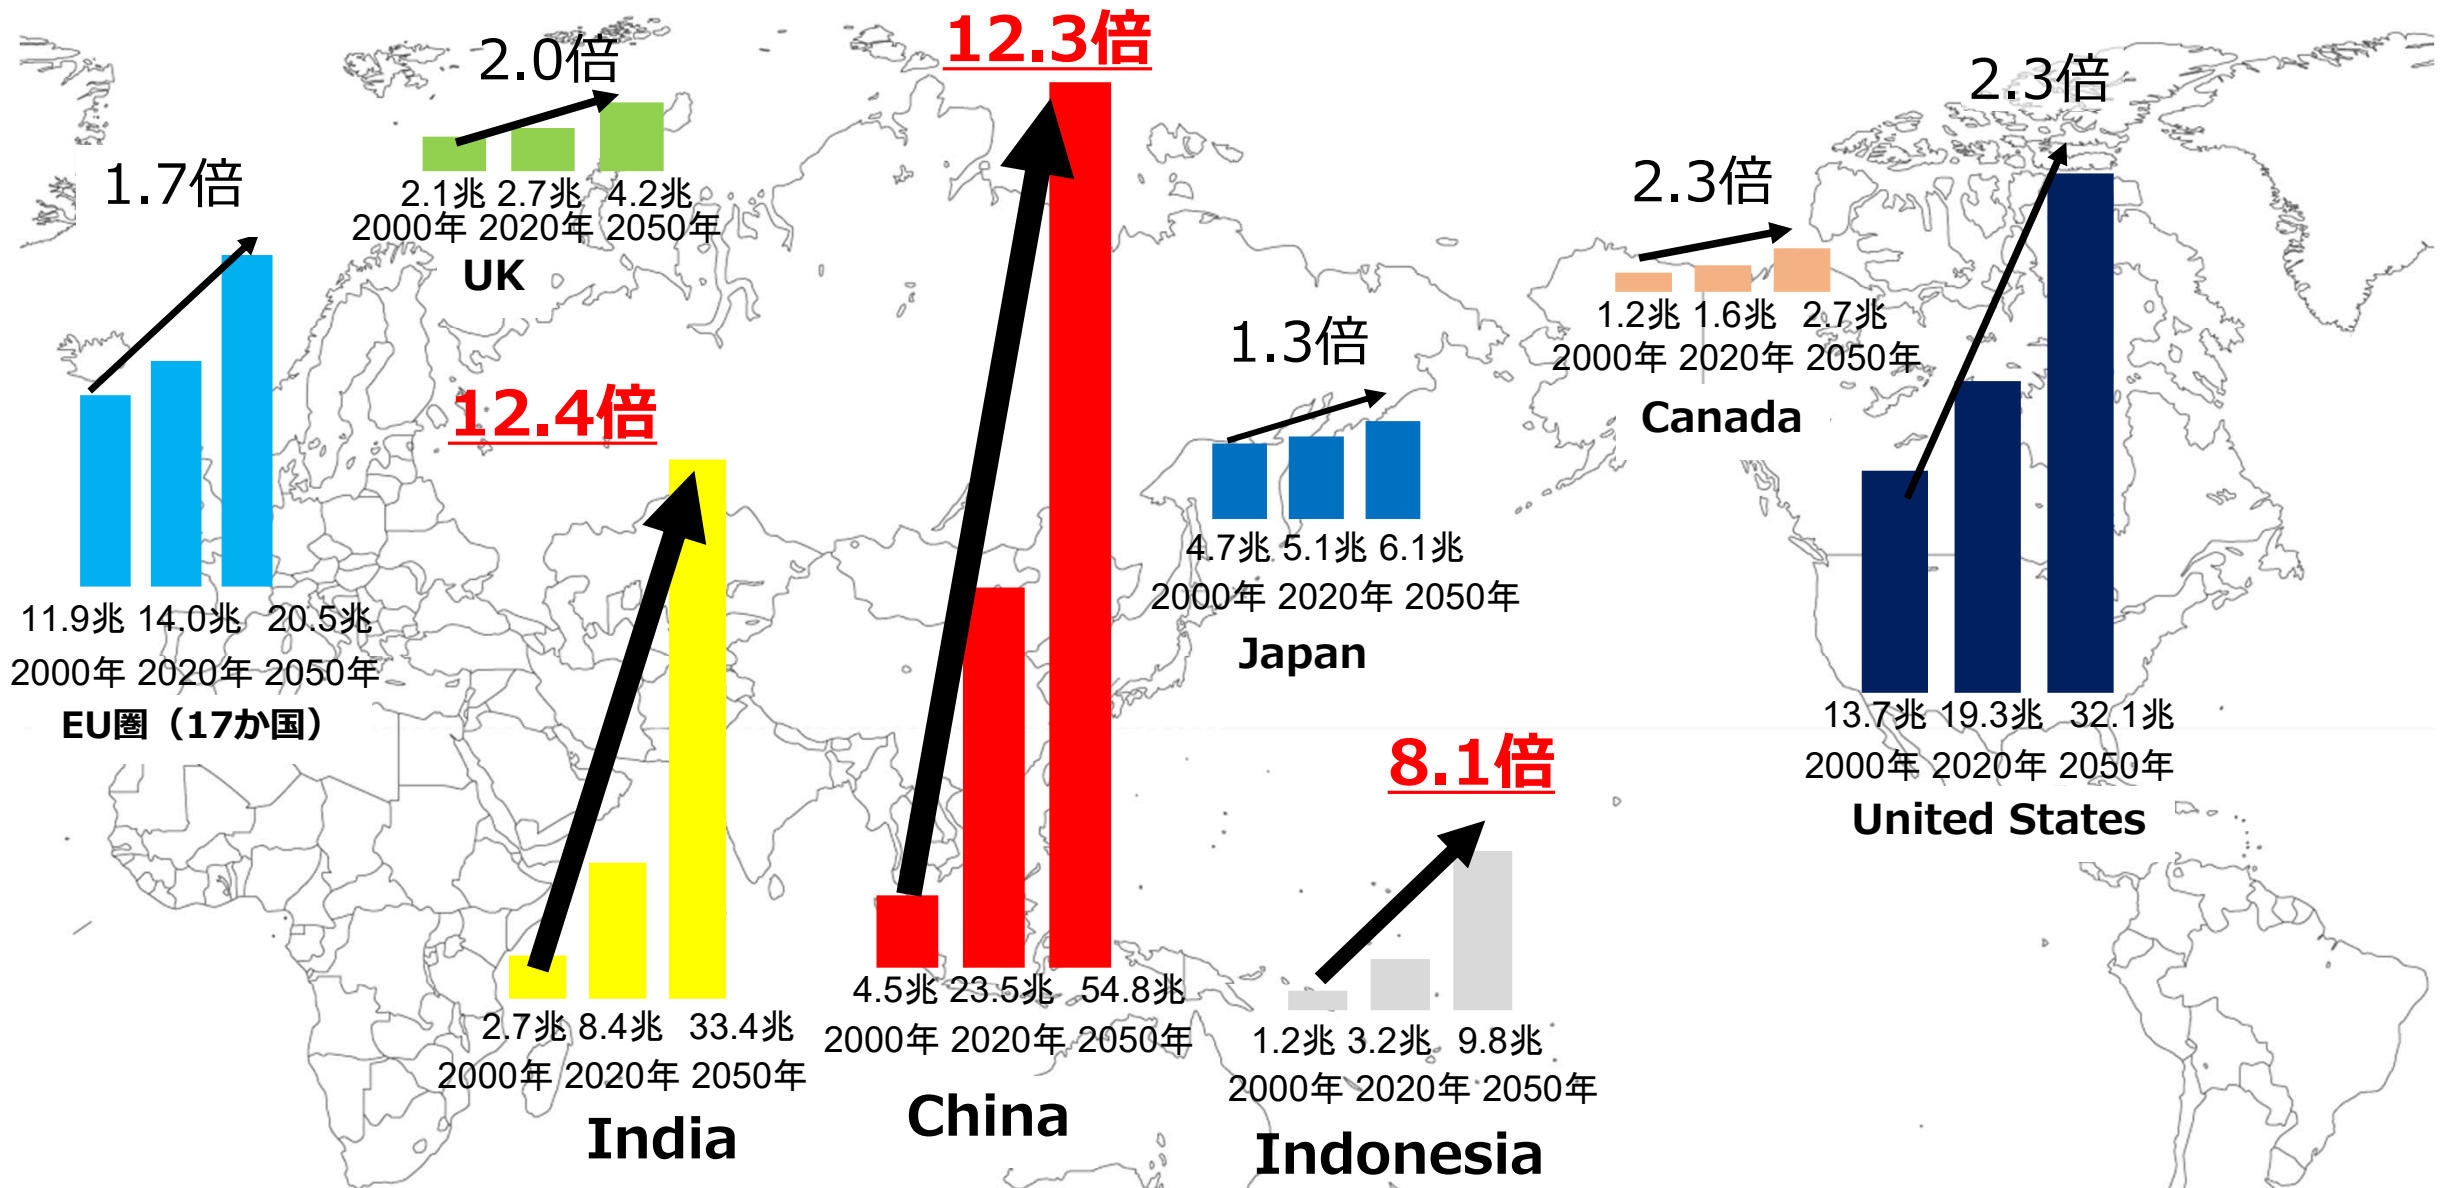 12.3倍
2.0倍
2.3倍
1.7倍
2.1兆 2.7兆 4.2兆
2000年 2020年 2050年
UK
2.3倍
1.2兆 1.6兆 2.7兆
2000年 2020年 2050年
Canada
1.3倍
12.4倍
4.7兆 5.1兆 6.1兆
2000年 2020年 2050年
Japan
11.9兆 14.0兆 20.5兆
2000年 2020年 2050年
EU圏（17か国）
13.7兆 19.3兆 32.1兆
2000年 2020年 2050年
United States
8.1倍
2.7兆 8.4兆 33.4兆
2000年 2020年 2050年
India
4.5兆 23.5兆 54.8兆
2000年 2020年 2050年
China
1.2兆 3.2兆 9.8兆
2000年 2020年 2050年
Indonesia